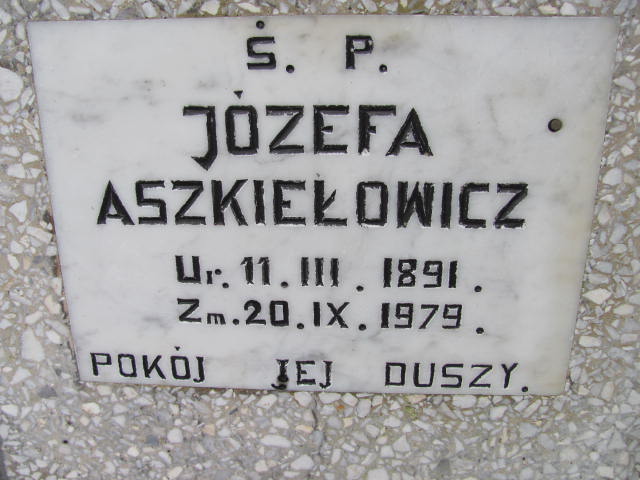 Ś. P.
JÓZEFA
ASZKIEŁOWICZ
Ur. 11. III. 1891.
Zm. 20. IX. 1979.
POKÓJ JEJ DUSZY.